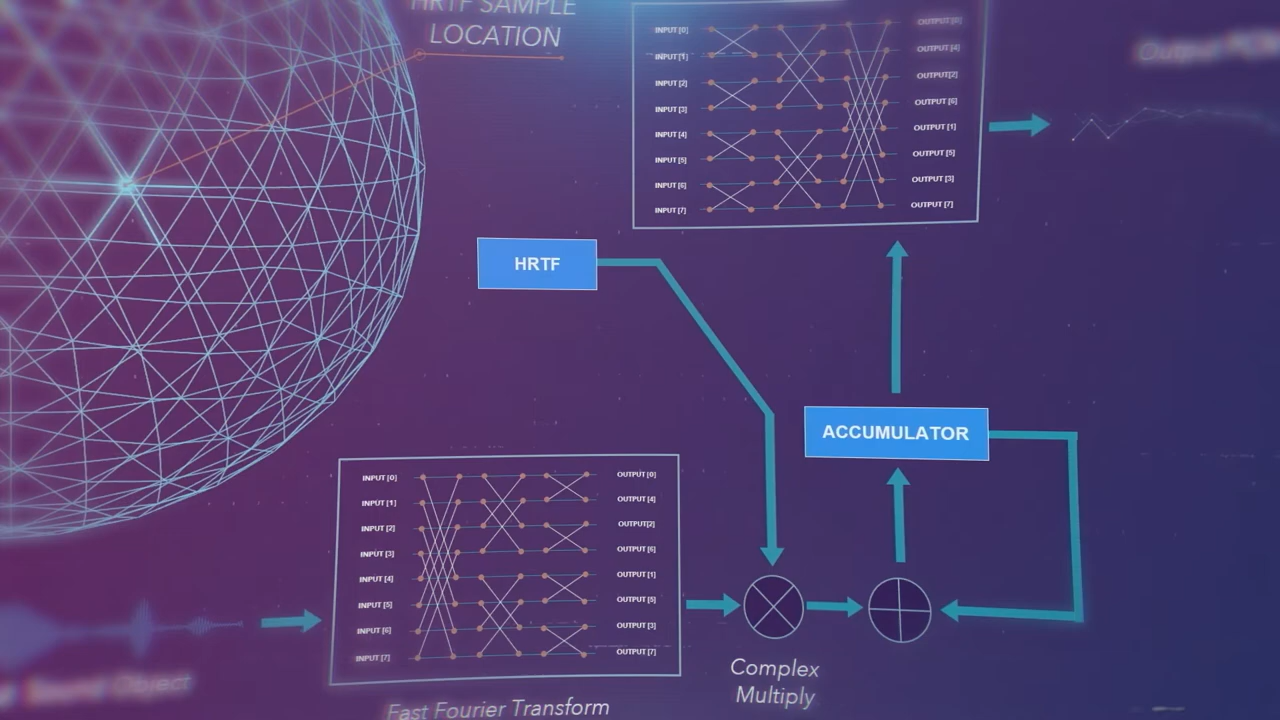 HRTF SAMPLE
LOCATION
INPUT [0]
INPUT [1]
INPUT [2]
INPUT [3]
INPUT [4]
INPUT [5]
INPUT [6]
INPUT [7]
OUTPUT [0]
OUTPUT [4]
OUTPUT[2]
OUTPUT [6]
OUTPUT [1]
OUTPUT [5]
OUTPUT [3]
OUTPUT [7]
Output
HRTF
ACCUMULATOR
INPUT [0]
INPUT [1]
INPUT [2]
INPUT [3]
INPUT [4]
INPUT [5]
INPUT [6]
INPUT [7]
OUTPUT [0]
OUTPUT [4]
OUTPUT[2]
OUTPUT [6]
OUTPUT [1]
OUTPUT [5]
OUTPUT [3]
OUTPUT [7]
Sound Object
Fast Fourier Transform
Complex
Multiply